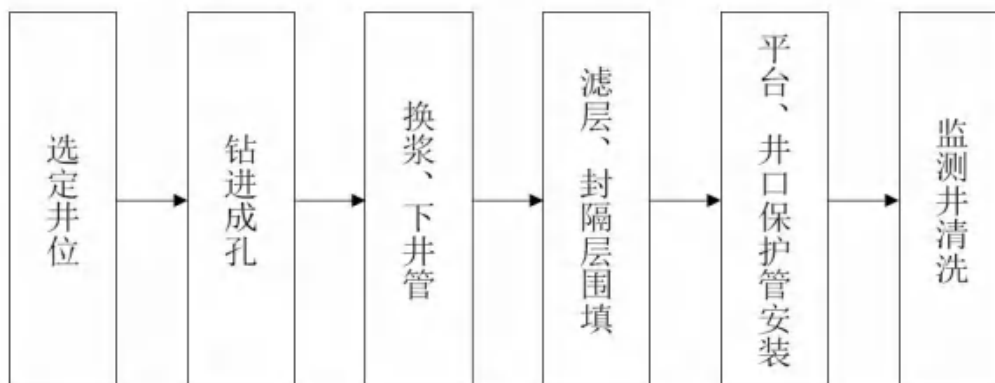 选定井位
钻进成孔
换浆、下井管
滤层、封隔层围填
平台、井口保护管安装
监测井清洗